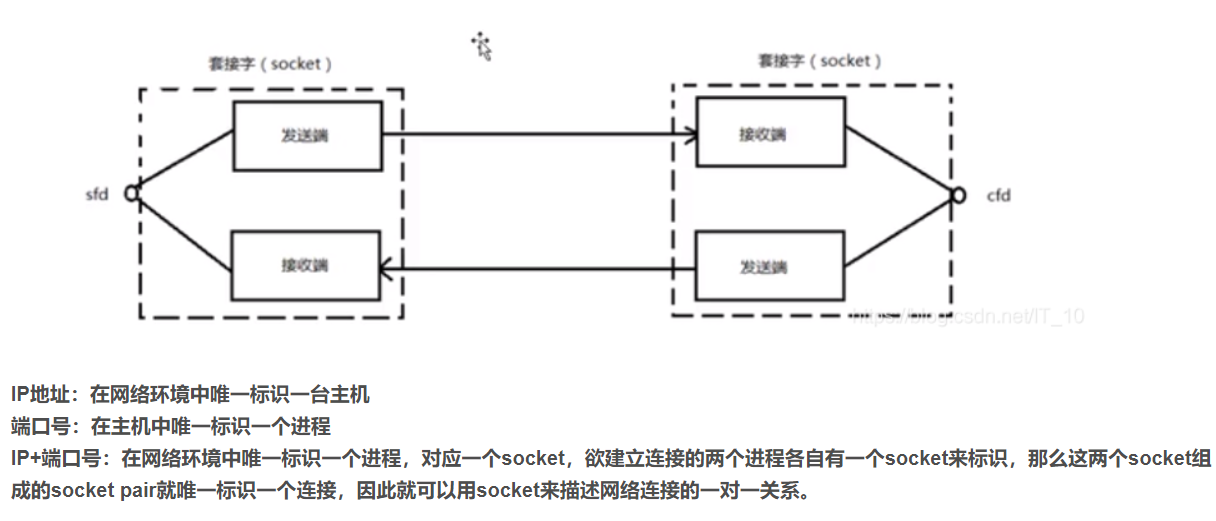 套接字（socket）
套接字（socket）
发送端
接收端
sfd
cfd
接收端
发送端
https://blog.csdn.net/IT_10
IP地址：在网络环境中唯一标识一台主机
端口号：在主机中唯一标识一个进程
IP+端口号：在网络环境中唯一标识一个进程，对应一个socket，欲建立连接的两个进程各自有一个socket来标识，那么这两个socket组
成的socket pair就唯一标识一个连接，因此就可以用socket来描述网络连接的一对一关系。